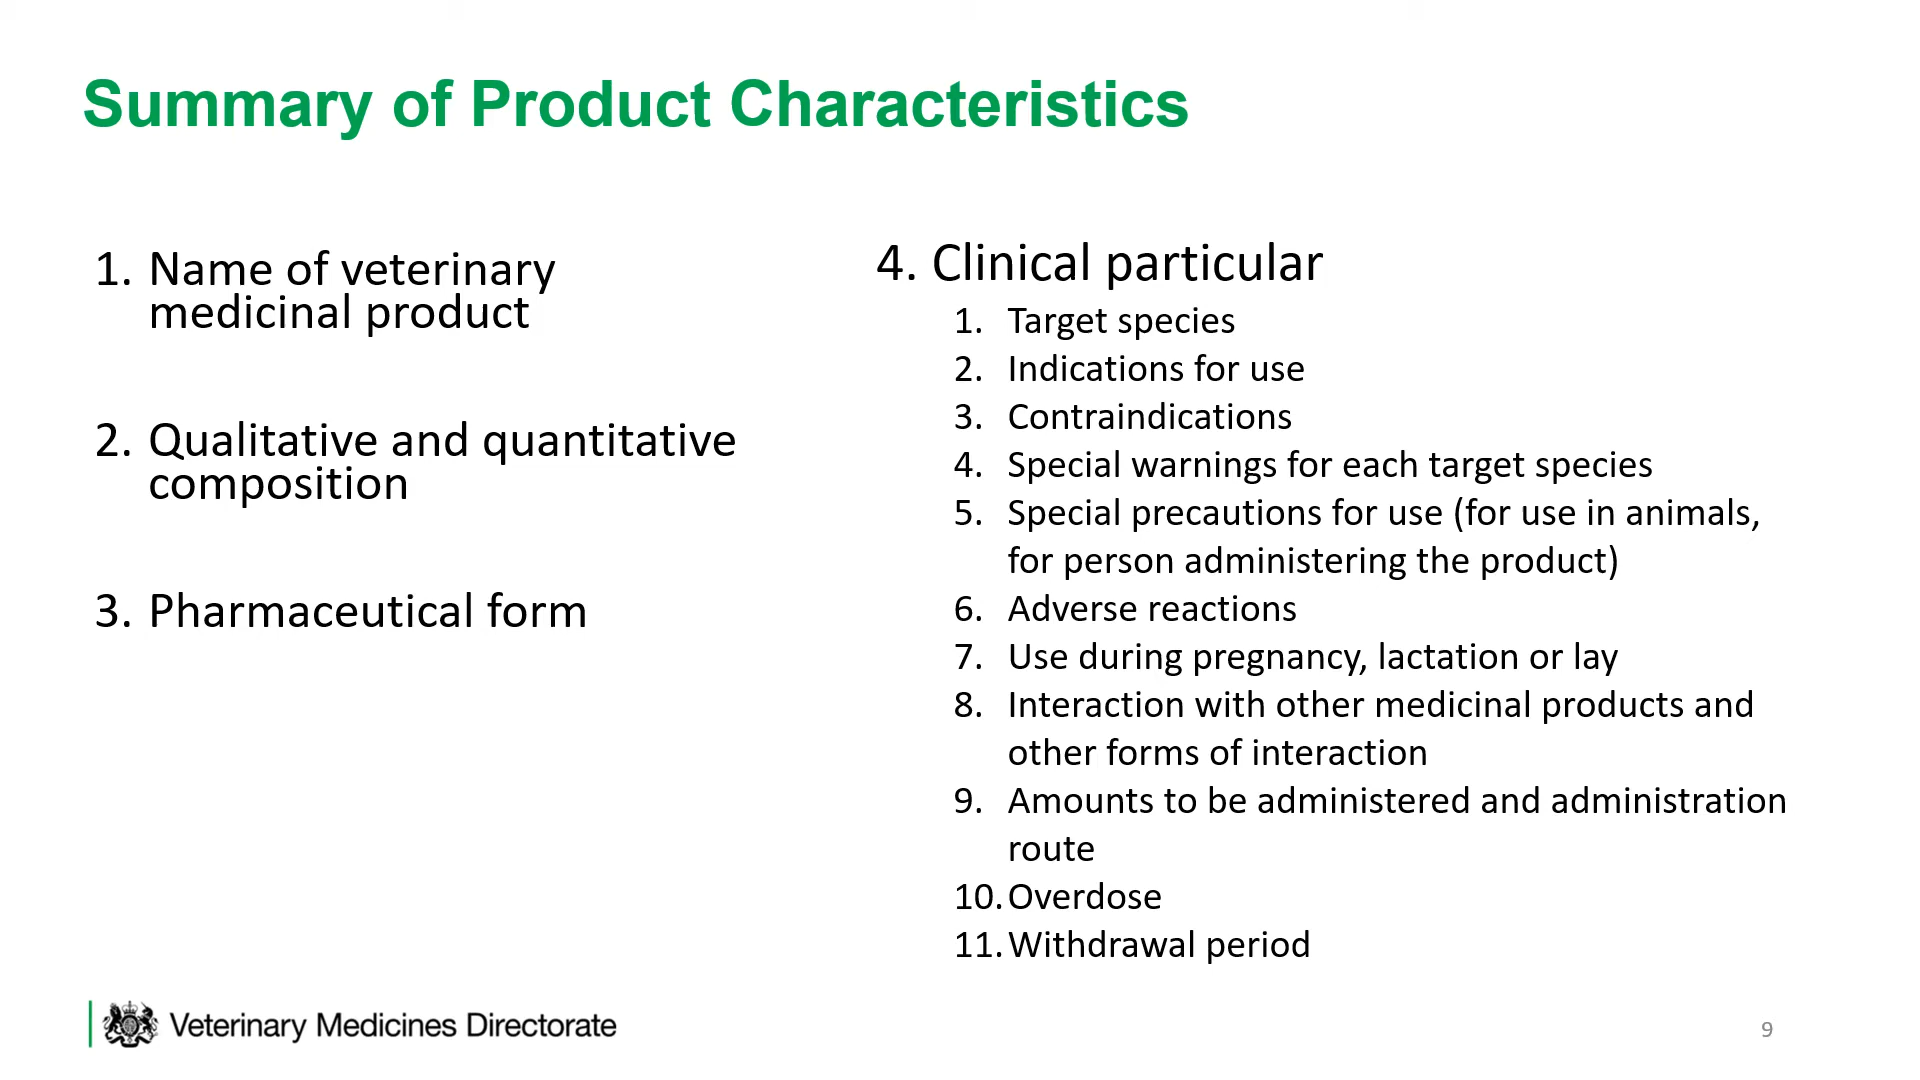 Summary of Product Characteristics
1. Name of veterinary
medicinal product
2. Qualitative and quantitative
composition
3. Pharmaceutical form
4. Clinical particular
1. Target species
2. Indications for use
3. Contraindications
4. Special warnings for each target species
5. Special precautions for use (for use in animals,
for person administering the product)
6. Adverse reactions
7. Use during pregnancy, lactation or lay
8. Interaction with other medicinal products and
other forms of interaction
9. Amounts to be administered and administration
route
10. Overdose
11. Withdrawal period
Veterinary Medicines Directorate
9